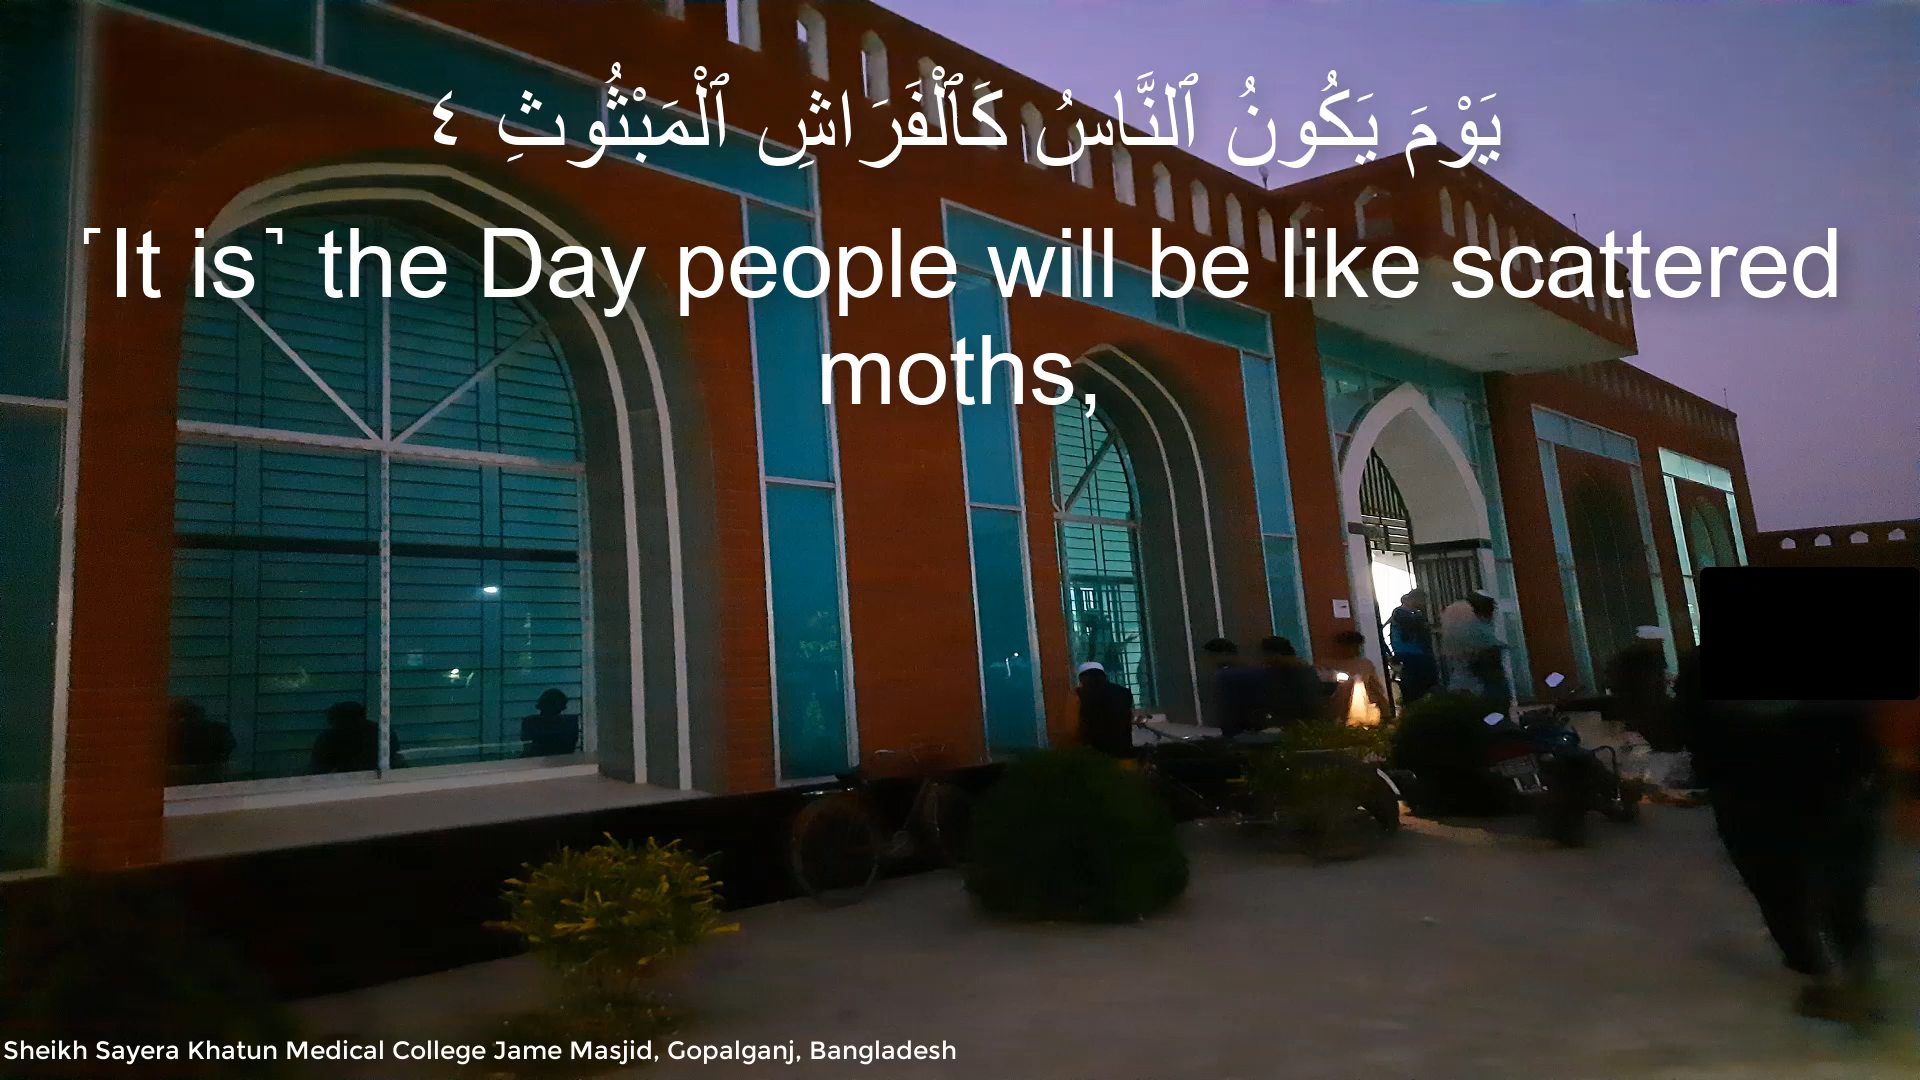 يَوْمَ يَكُونُ ٱلنَّاسُ كَٱلْفَرَاشِ ٱلْمَبْثُوثِ ٤
˹It is˺ the Day people will be like scattered
moths,
Sheikh Sayera Khatun Medical College Jame Masjid, Gopalganj, Bangladesh